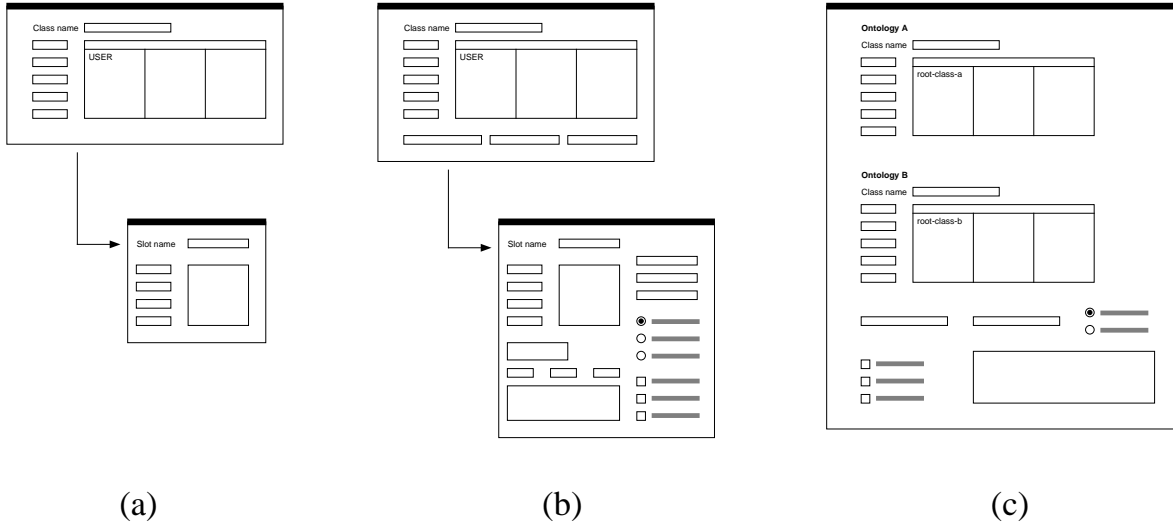 Class name
USER
Slot name
(a)
Class name
USER
Slot name
(b)
Ontology A
Class name
root-class-a
Ontology B
Class name
root-class-b
(c)